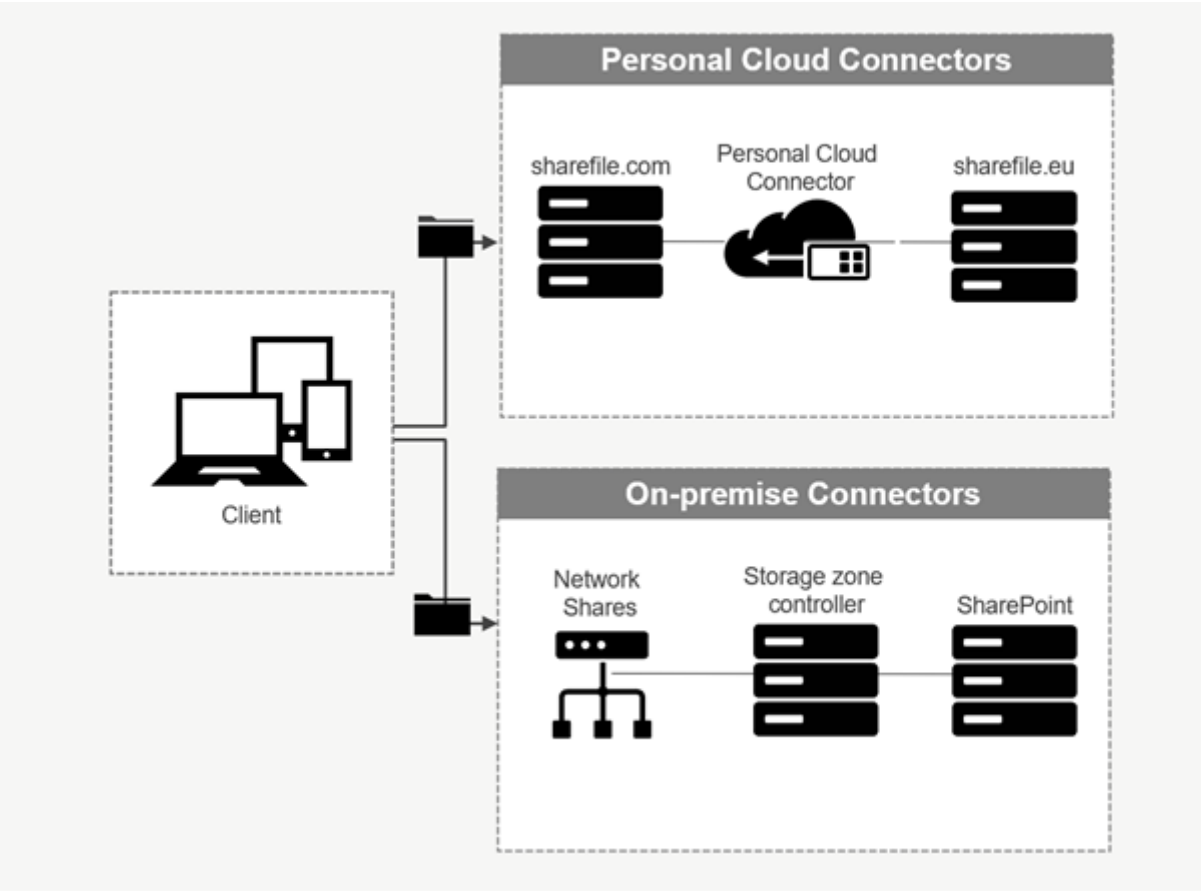 Personal Cloud Connectors
sharefile.com
Personal Cloud
Connector
sharefile.eu
Client
On-premise Connectors
Network
Shares
Storage zone
controller
SharePoint